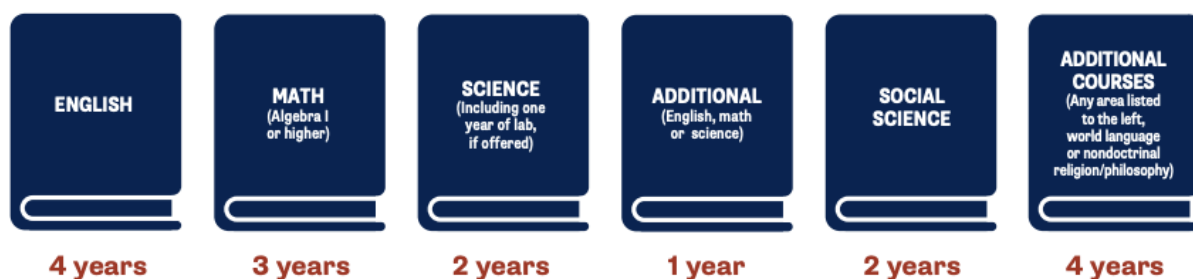 ENGLISH
MATH
(Algebra I
or higher)
SCIENCE
(Including one
year of lab,
if offered)
ADDITIONAL
(English, math
or science)
SOCIAL
SCIENCE
ADDITIONAL
COURSES
(Any area listed
to the left,
world language
or nondoctrinal
religion/philosophy)
4 years
3 years
2 years
1 year
2 years
4 years